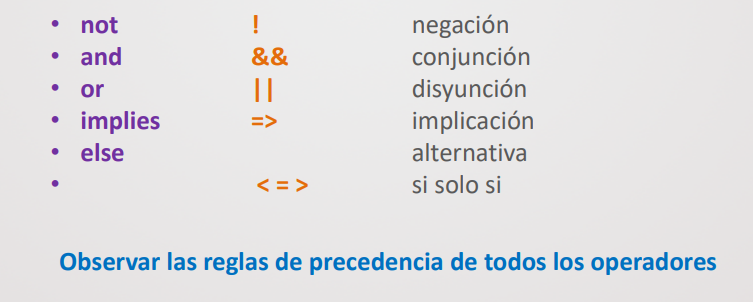 • not ! negación
• and && conjunción
• or || disyunción
• implies => implicación
• else alternativa
• < = > si solo si
Observar las reglas de precedencia de todos los operadores